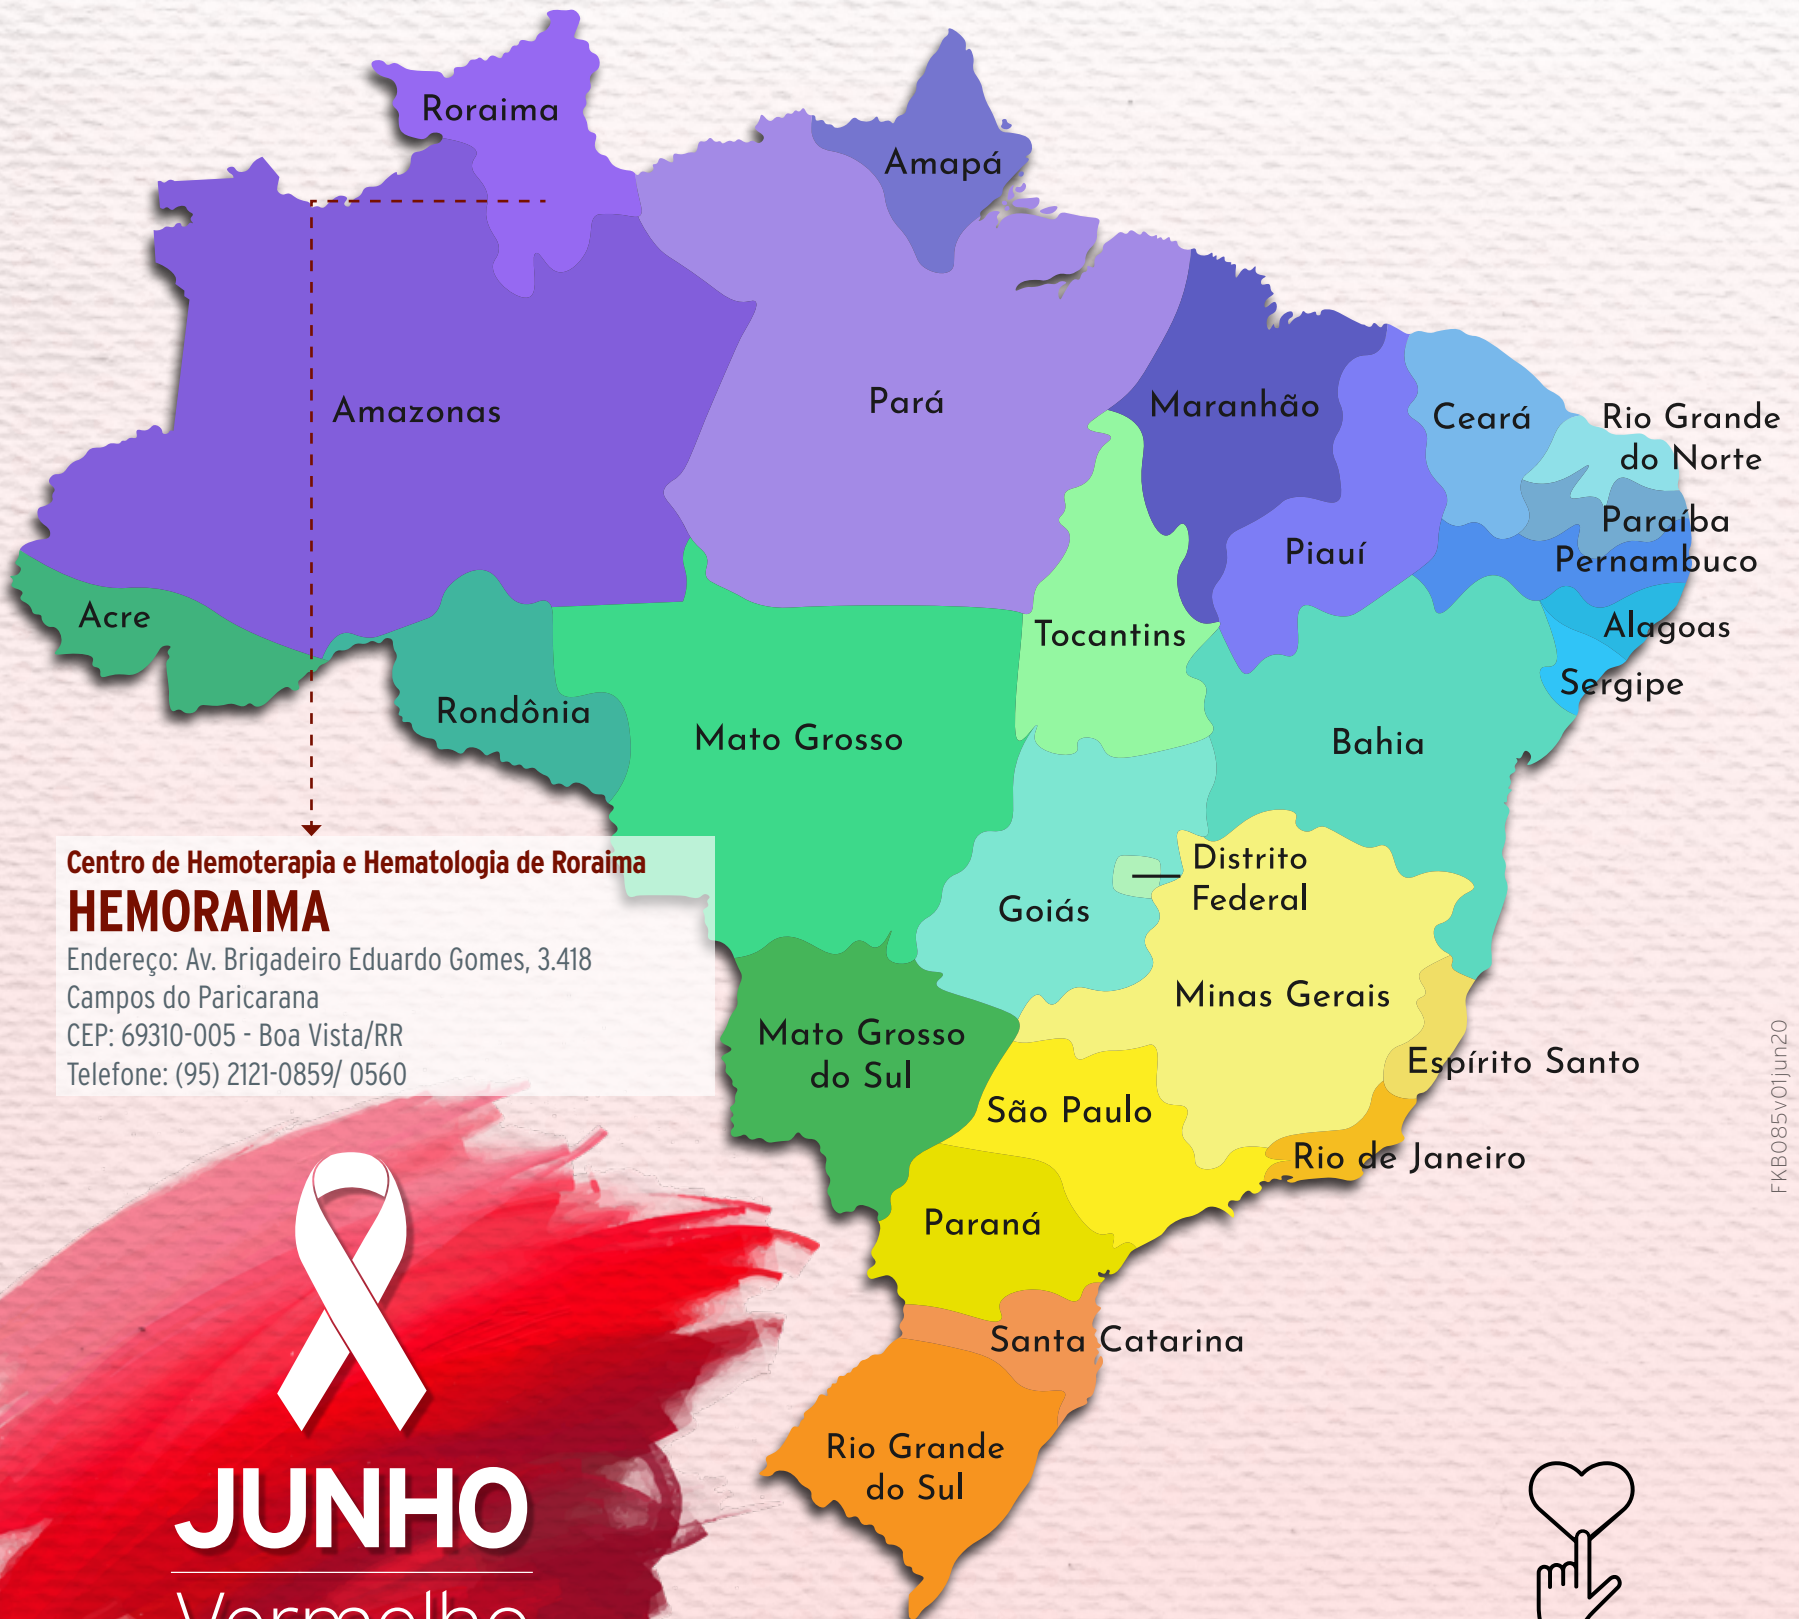 Roraima
Amapá
Amazonas
Pará
Maranhão
Ceará
Rio Grande
do Norte
Paraíba
Piauí
Pernambuco
Acre
Tocantins
Alagoas
Sergipe
Rondônia
Mato Grosso
Bahia
Centro de Hemoterapia e Hematologia de Roraima
HEMORAIMA
Endereço: Av. Brigadeiro Eduardo Gomes, 3.418
Campos do Paricarana
CEP: 69310-005 - Boa Vista/RR
Telefone: (95) 2121-0859/ 0560
Distrito
Federal
Goiás
Minas Gerais
Mato Grosso
do Sul
Espírito Santo
São Paulo
Rio de Janeiro
Paraná
Santa Catarina
Rio Grande
do Sul
FKB085v01jun20
JUNHO
Vermelho